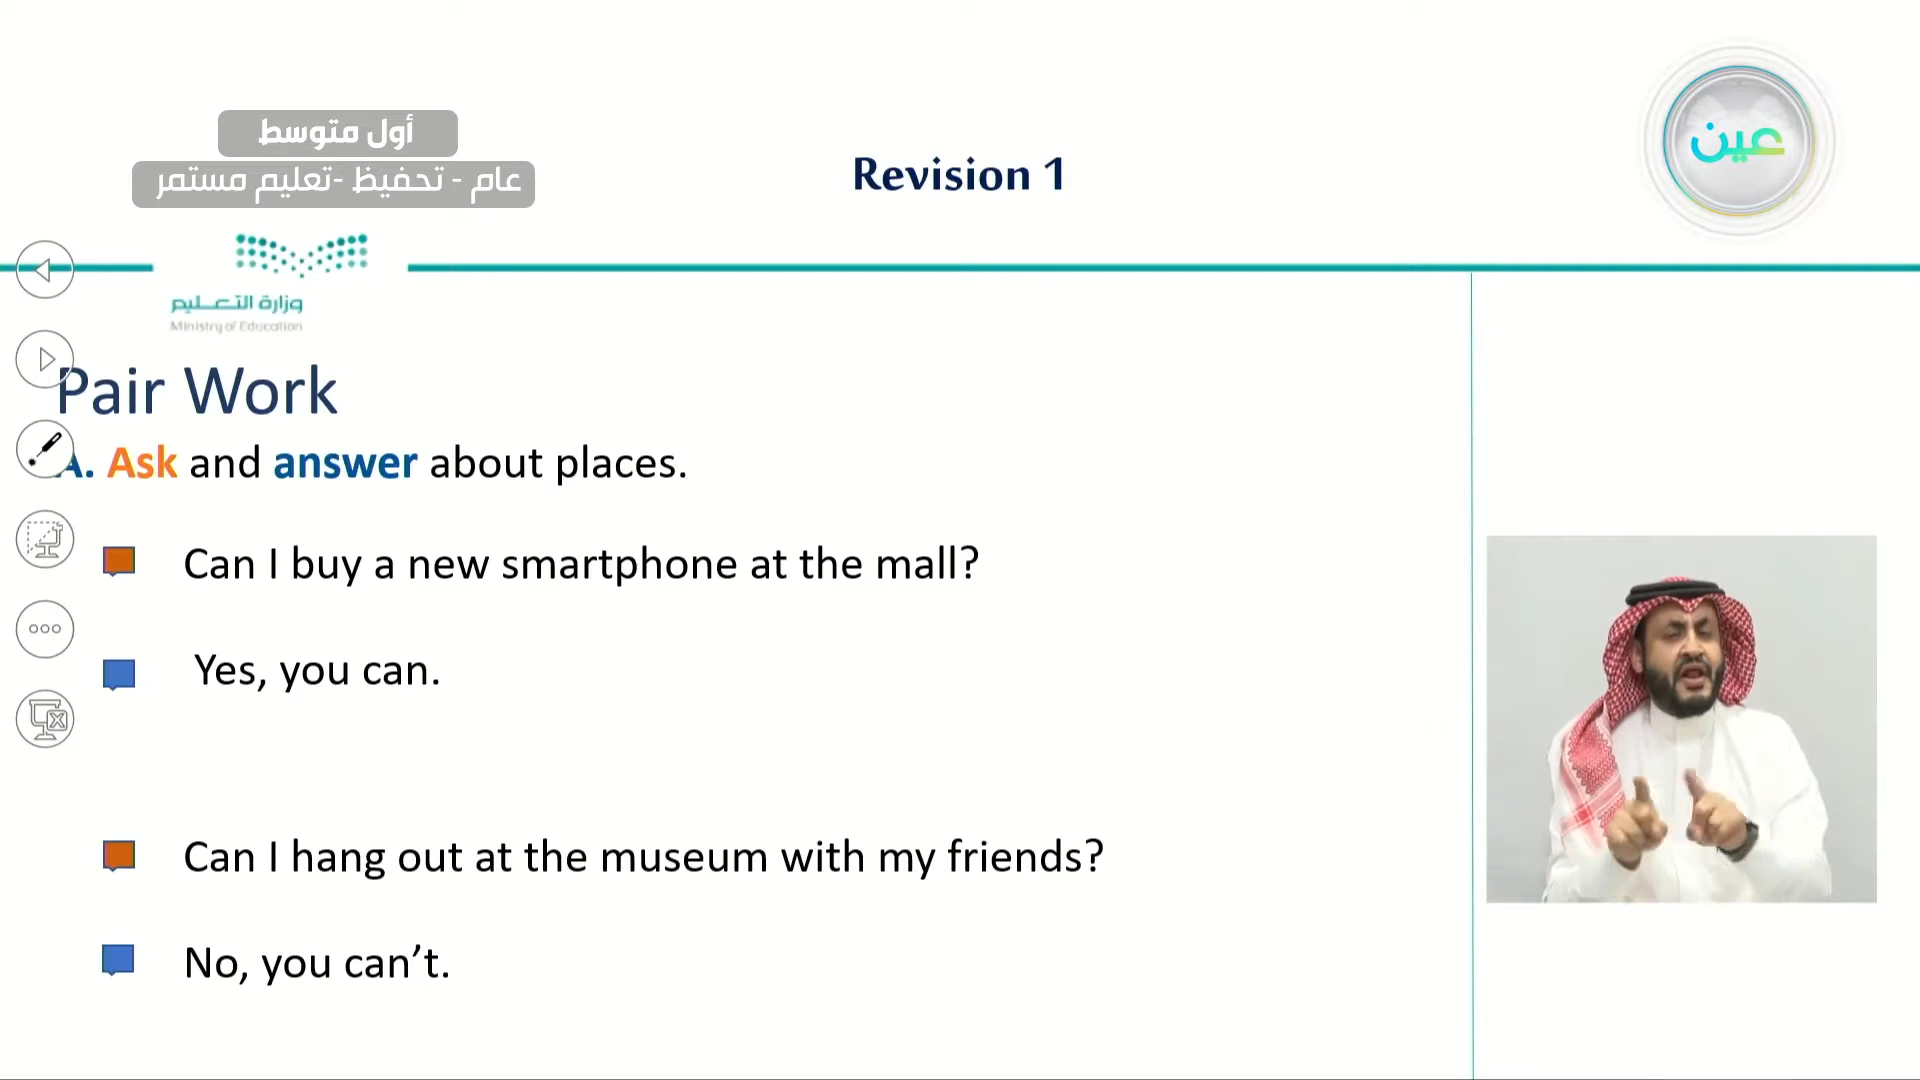 أول متوسط
عام - تحفيظ -تعليم مستمر
Revision 1
عين
وزارة التعليم
Ministry of Education
Pair Work
A. Ask and answer about places.
Can I buy a new smartphone at the mall?
Yes, you can.
Can I hang out at the museum with my friends?
No, you can’t.